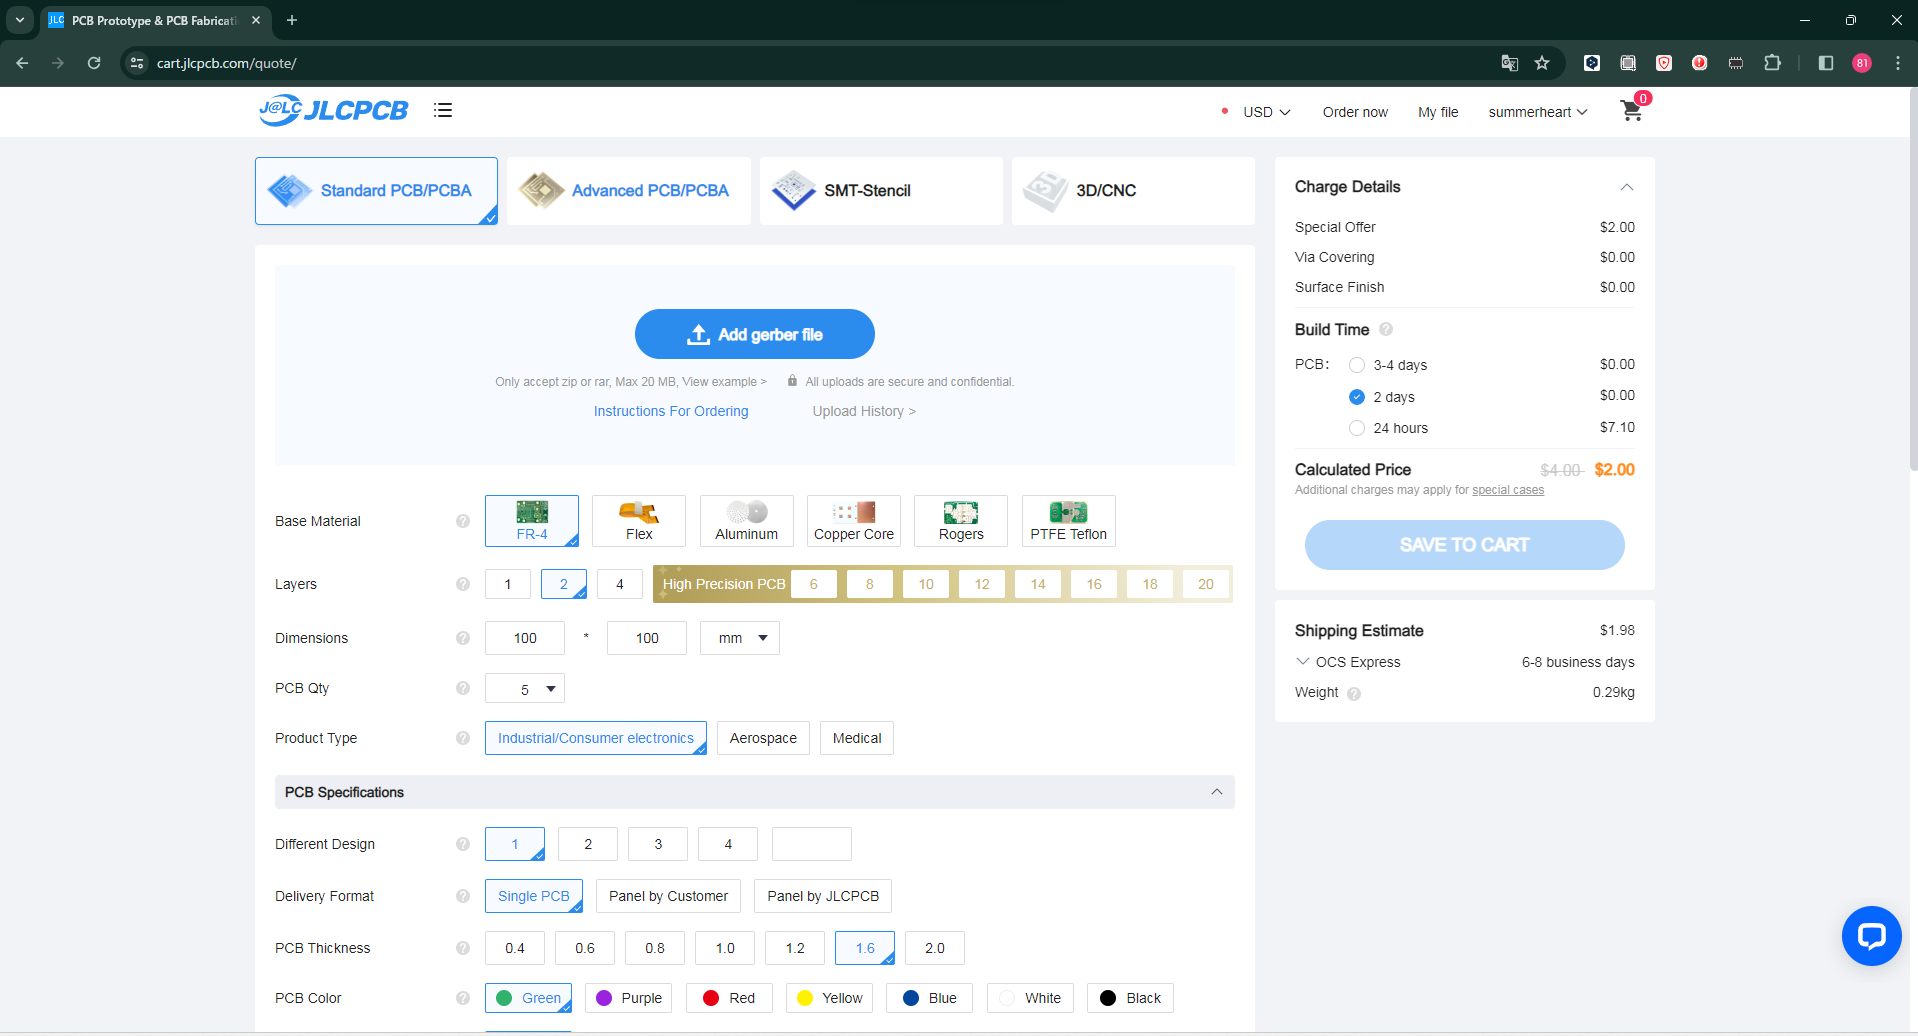 JLC PCB Prototype & PCB Fabricati
cart.jlcpcb.com/quote/
81
J@LC JLCPCB
USD
Order now
My file
summerheart
0
Standard PCB/PCBA
Advanced PCB/PCBA
SMT-Stencil
3D
3D/CNC
Add gerber file
Only accept zip or rar, Max 20 MB, View example >
All uploads are secure and confidential.
Instructions For Ordering
Upload History >
Base Material
?
FR-4
Flex
Aluminum
Copper Core
Rogers
PTFE Teflon
Layers
?
1
2
4
High Precision PCB
6
8
10
12
14
16
18
20
Dimensions
?
100
*
100
mm
PCB Qty
?
5
Product Type
?
Industrial/Consumer electronics
Aerospace
Medical
PCB Specifications
Different Design
?
1
2
3
4
Delivery Format
?
Single PCB
Panel by Customer
Panel by JLCPCB
PCB Thickness
?
0.4
0.6
0.8
1.0
1.2
1.6
2.0
PCB Color
?
Green
Purple
Red
Yellow
Blue
White
Black
Charge Details
Special Offer $2.00
Via Covering $0.00
Surface Finish $0.00
Build Time ?
PCB: 3-4 days $0.00
2 days $0.00
24 hours $7.10
Calculated Price $4.00 $2.00
Additional charges may apply for special cases
SAVE TO CART
Shipping Estimate $1.98
OCS Express 6-8 business days
Weight ? 0.29kg